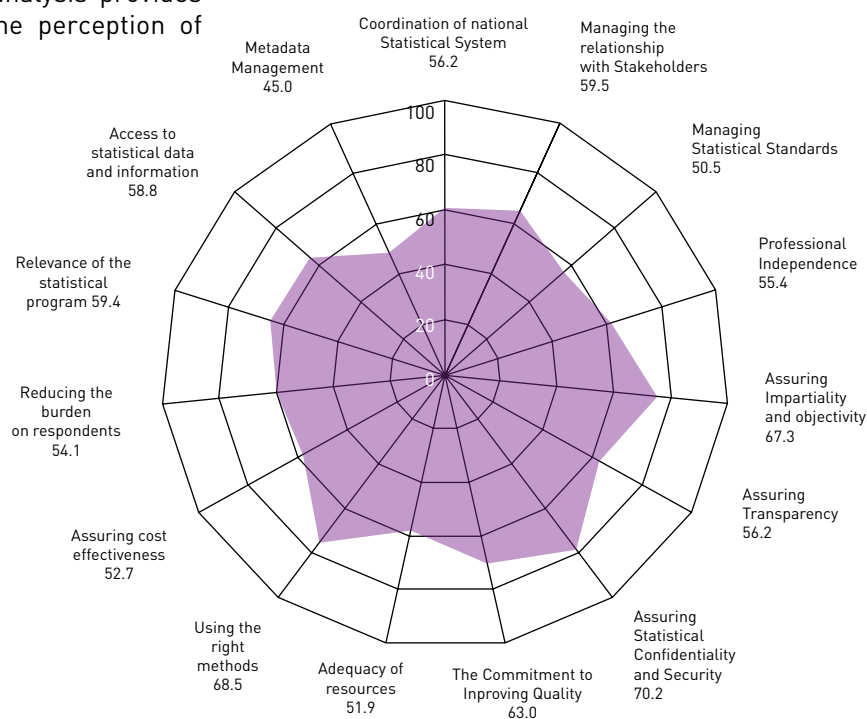 analysis provides
he perception of
Coordination of national
Statistical System
56.2
Managing the
relationship
with Stakeholders
59.5
Managing
Statistical Standards
50.5
Professional
Independence
55.4
Assuring
Impartiality
and objectivity
67.3
Assuring
Transparency
56.2
Assuring
Statistical
Confidentiality
and Security
70.2
The Commitment to
Inproving Quality
63.0
Adequacy of
resources
51.9
Using the
right
methods
68.5
Assuring cost
effectiveness
52.7
Reducing the
burden
on respondents
54.1
Relevance of the
statistical
program 59.4
Access to
statistical data
and information
58.8
Metadata
Management
45.0
100
80
60
40
20
0